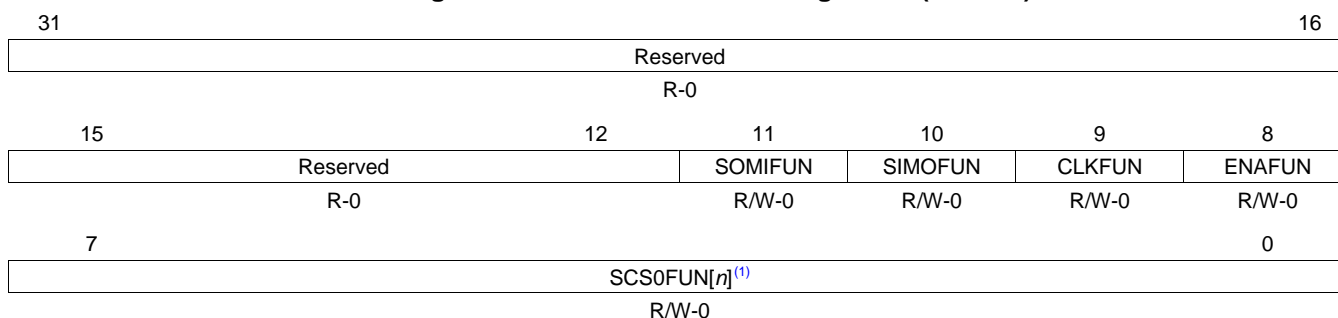 31 16
Reserved
R-0
15 12 11 10 9 8
Reserved SOMIFUN SIMOFUN CLKFUN ENAFUN
R-0 R/W-0 R/W-0 R/W-0 R/W-0
7 0
SCS0FUN[n](1)
R/W-0